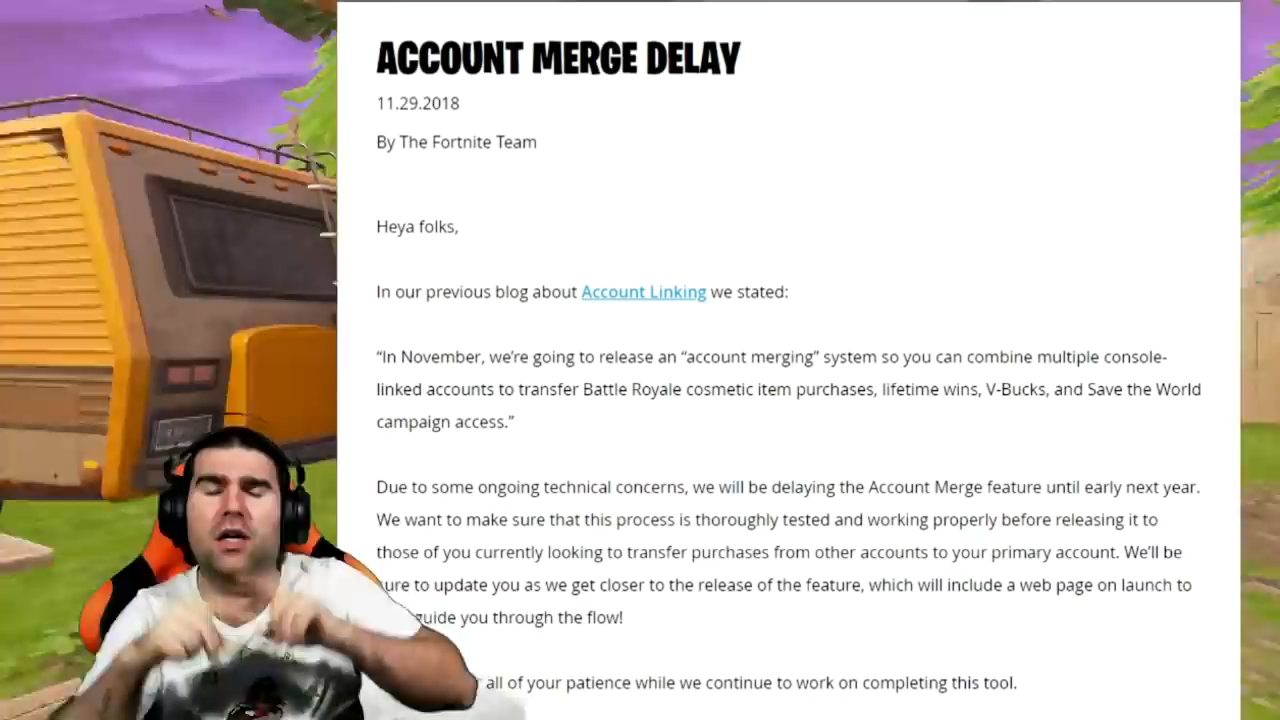 ACCOUNT MERGE DELAY
11.29.2018
By The Fortnite Team
Heya folks,
In our previous blog about Account Linking we stated:
“In November, we’re going to release an “account merging” system so you can combine multiple console-
linked accounts to transfer Battle Royale cosmetic item purchases, lifetime wins, V-Bucks, and Save the World
campaign access.”
Due to some ongoing technical concerns, we will be delaying the Account Merge feature until early next year.
We want to make sure that this process is thoroughly tested and working properly before releasing it to
those of you currently looking to transfer purchases from other accounts to your primary account. We’ll be
ure to update you as we get closer to the release of the feature, which will include a web page on launch to
guide you through the flow!
all of your patience while we continue to work on completing this tool.